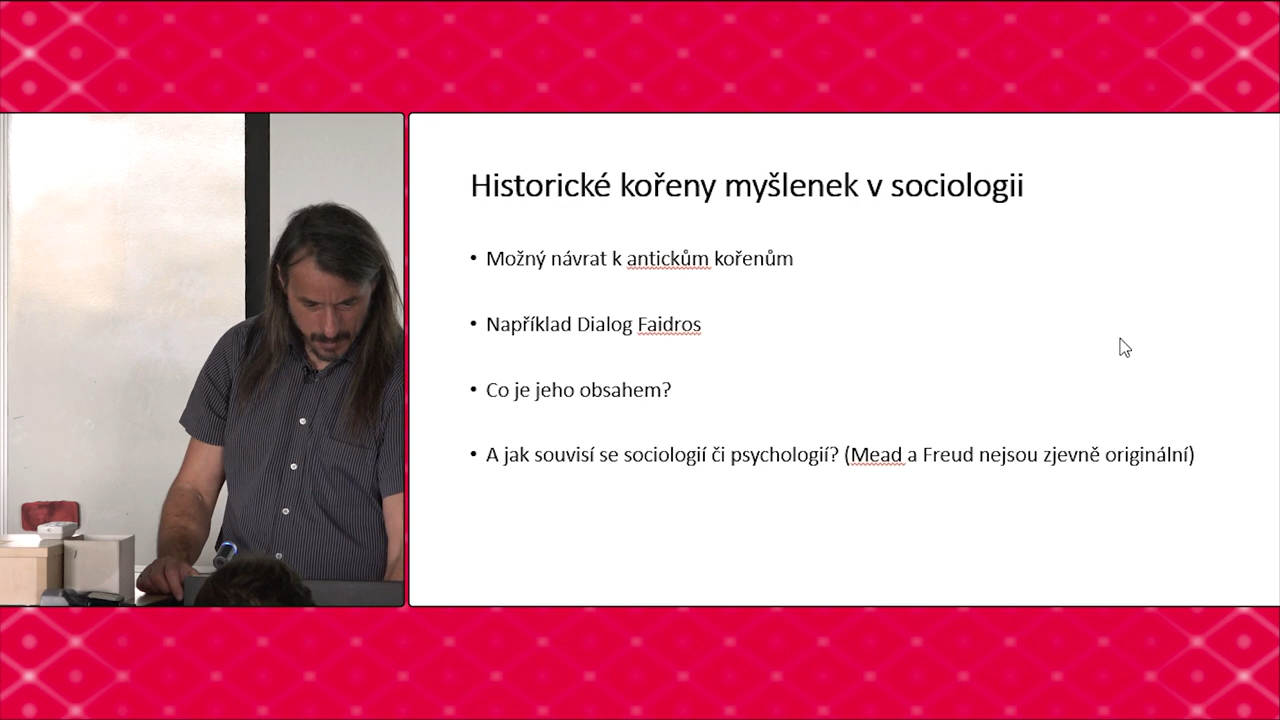 Historické kořeny myšlenek v sociologii
• Možný návrat k antickům kořenům
• Například Dialog Faidros
• Co je jeho obsahem?
• A jak souvisí se sociologií či psychologií? (Mead a Freud nejsou zjevně originální)